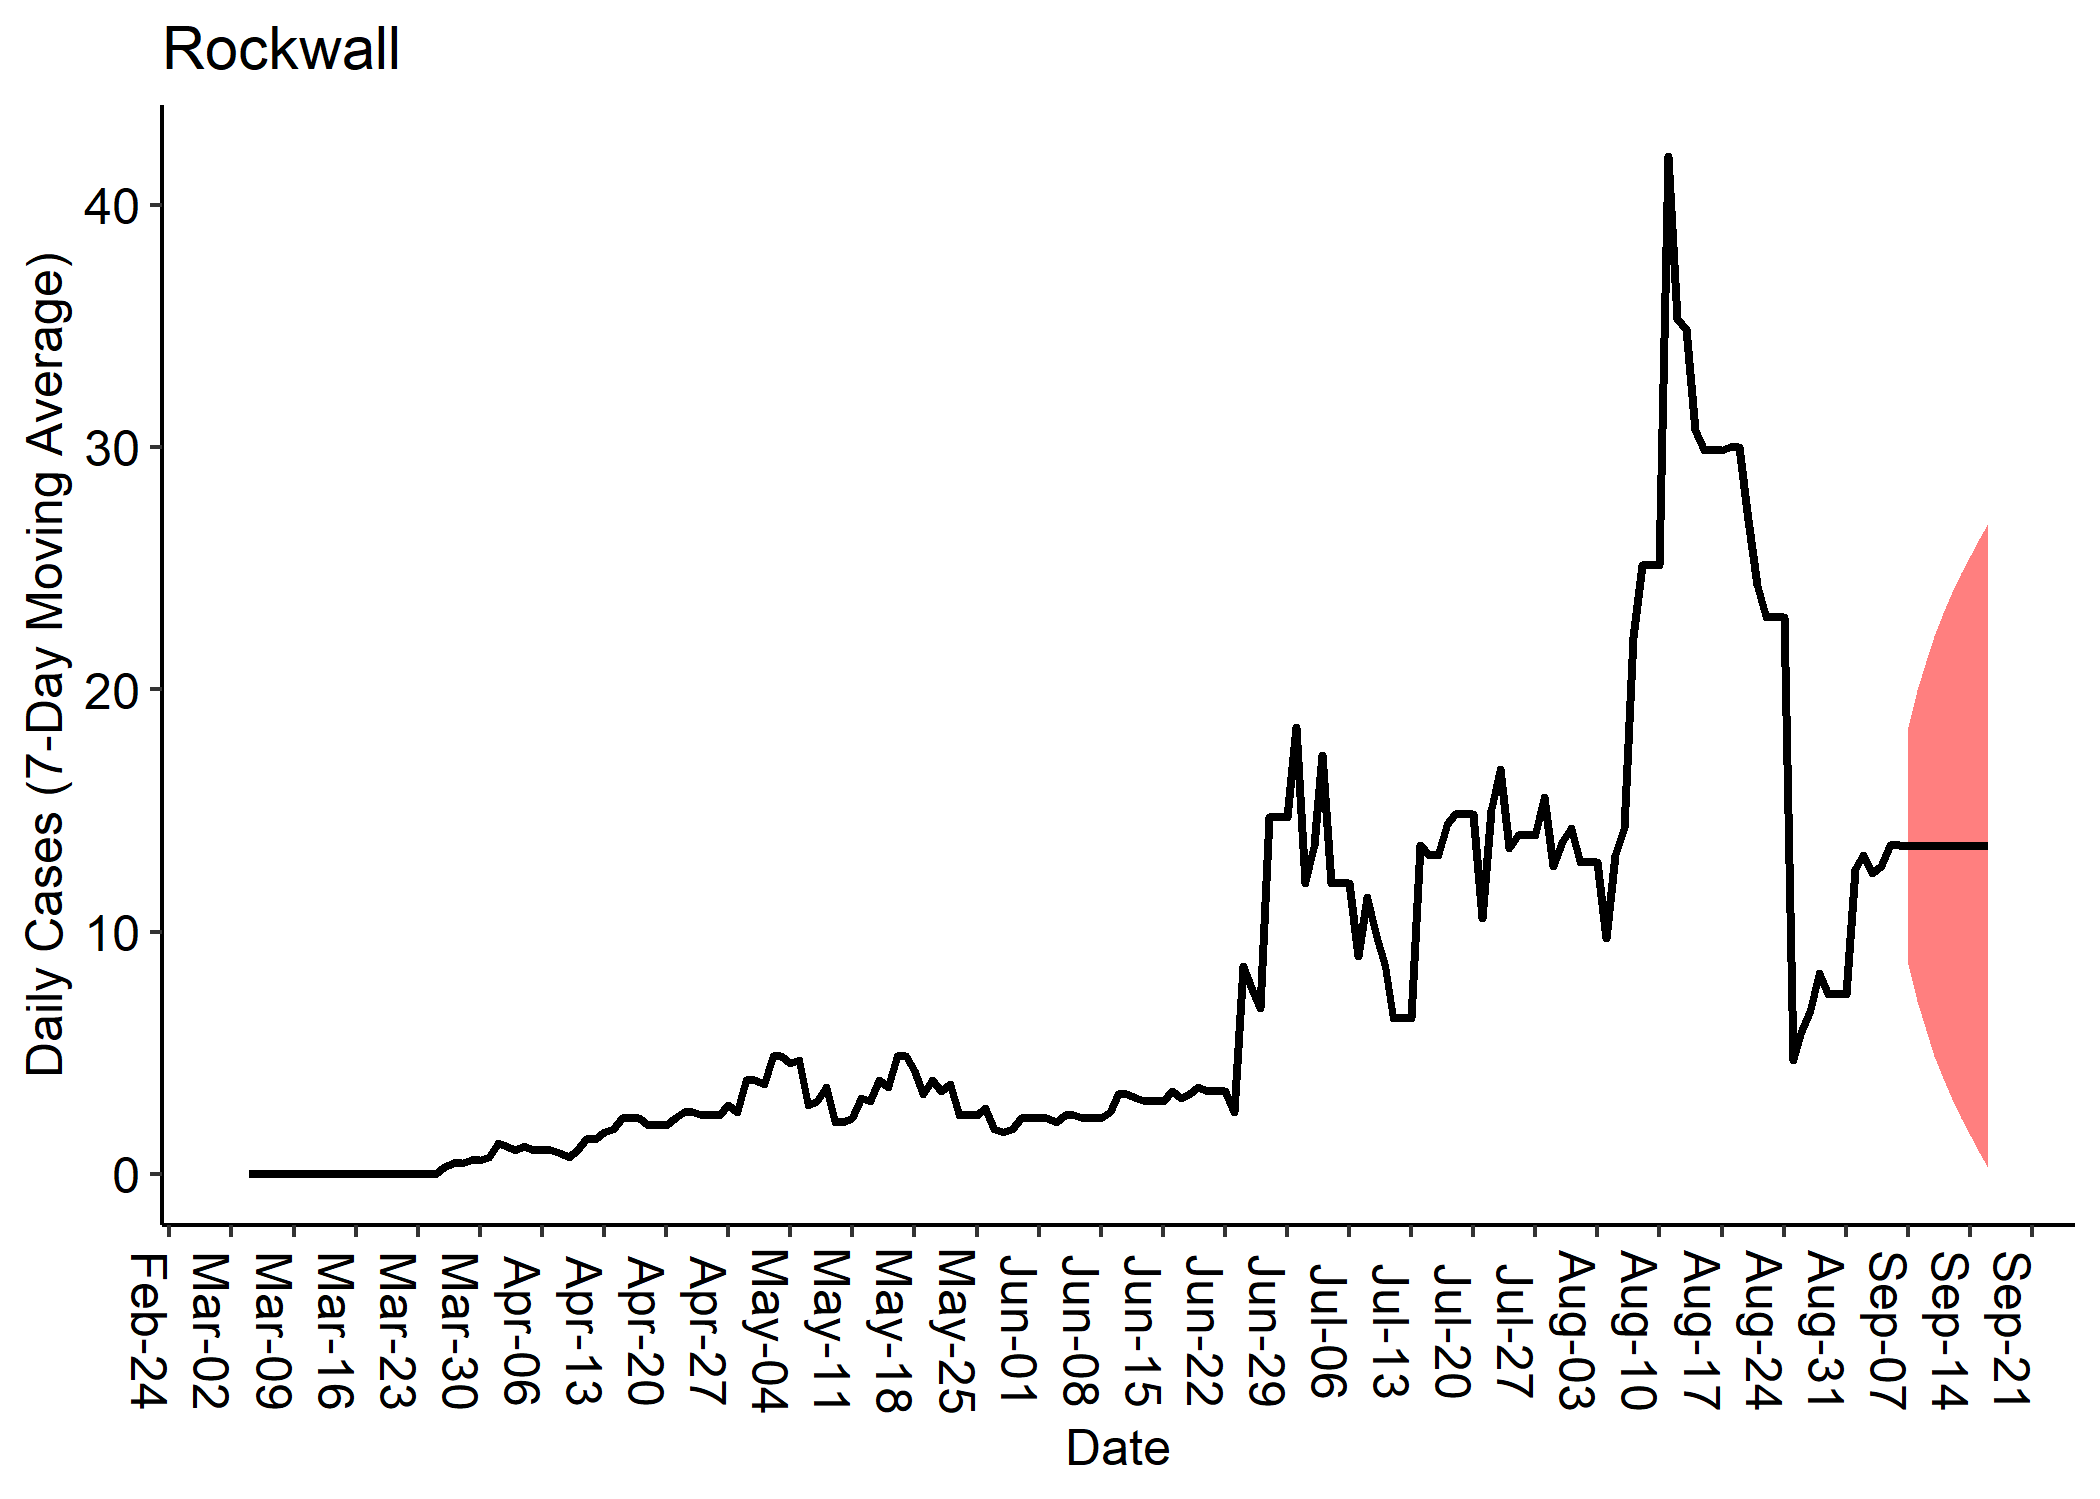 Rockwall
Daily Cases (7-Day Moving Average)
40
30
20
10
0
Feb-24
Mar-02
Mar-09
Mar-16
Mar-23
Mar-30
Apr-06
Apr-13
Apr-20
Apr-27
May-04
May-11
May-18
May-25
Jun-01
Jun-08
Jun-15
Jun-22
Jun-29
Jul-06
Jul-13
Jul-20
Jul-27
Aug-03
Aug-10
Aug-17
Aug-24
Aug-31
Sep-07
Sep-14
Sep-21
Date